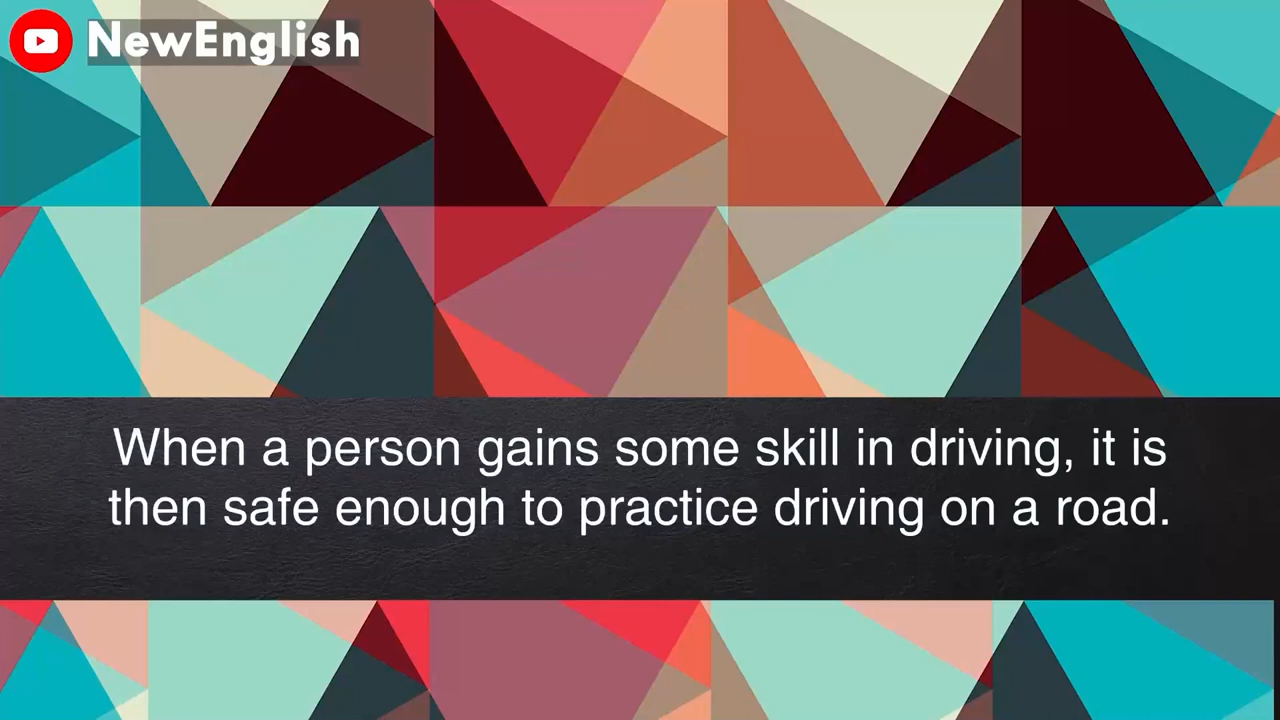 NewEnglish
When a person gains some skill in driving, it is
then safe enough to practice driving on a road.